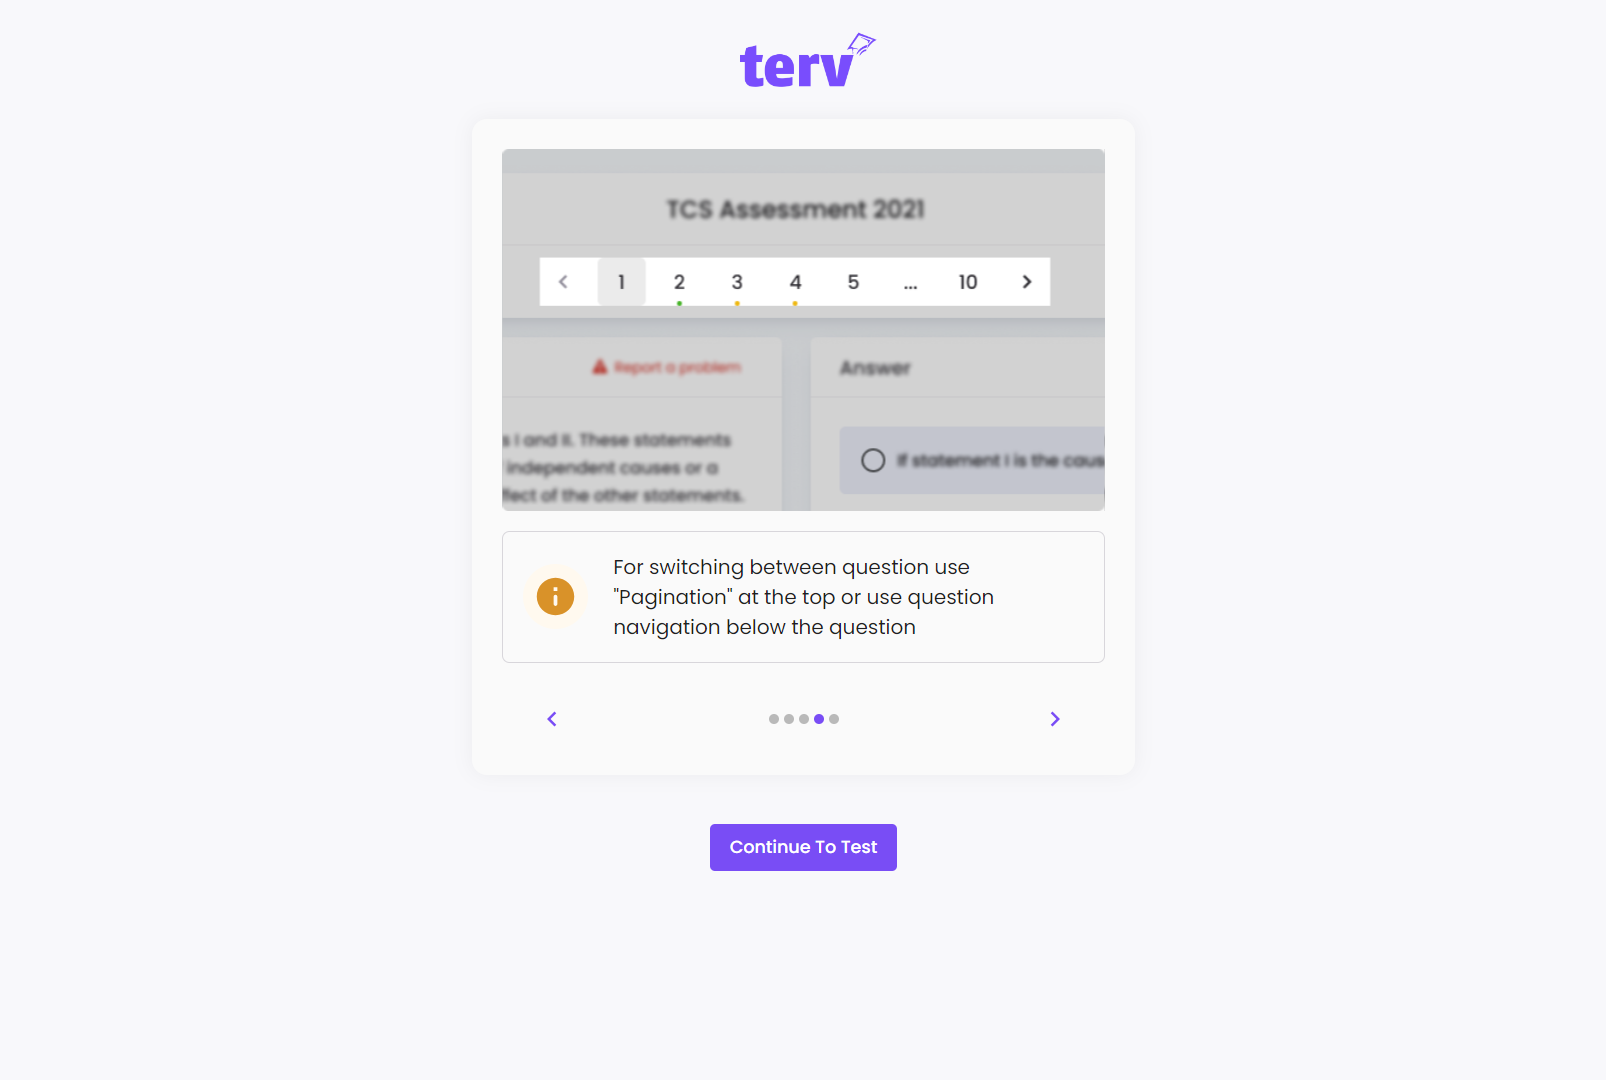 terv
TCS Assessment 2021
1 2 3 4 5 ... 10
Report a problem
Answer
s I and II. These statements
independent causes or a
ffect of the other statements.
If statement I is the caus
For switching between question use
"Pagination" at the top or use question
navigation below the question
Continue To Test